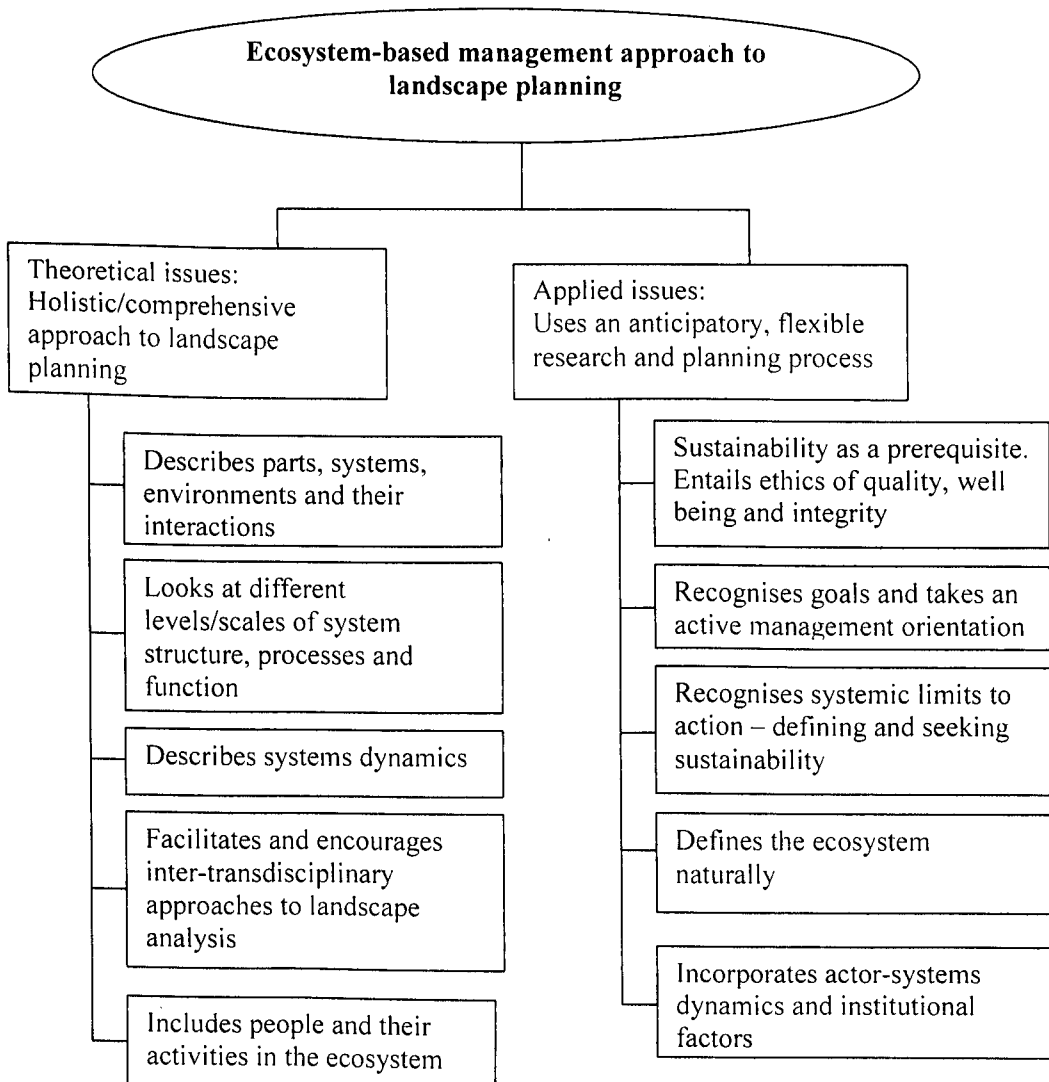 Ecosystem-based management approach to
landscape planning
Theoretical issues:
Holistic/comprehensive
approach to landscape
planning
Describes parts, systems,
environments and their
interactions
Looks at different
levels/scales of system
structure, processes and
function
Describes systems dynamics
Facilitates and encourages
inter-transdisciplinary
approaches to landscape
analysis
Includes people and their
activities in the ecosystem
Applied issues:
Uses an anticipatory, flexible
research and planning process
Sustainability as a prerequisite.
Entails ethics of quality, well
being and integrity
Recognises goals and takes an
active management orientation
Recognises systemic limits to
action – defining and seeking
sustainability
Defines the ecosystem
naturally
Incorporates actor-systems
dynamics and institutional
factors